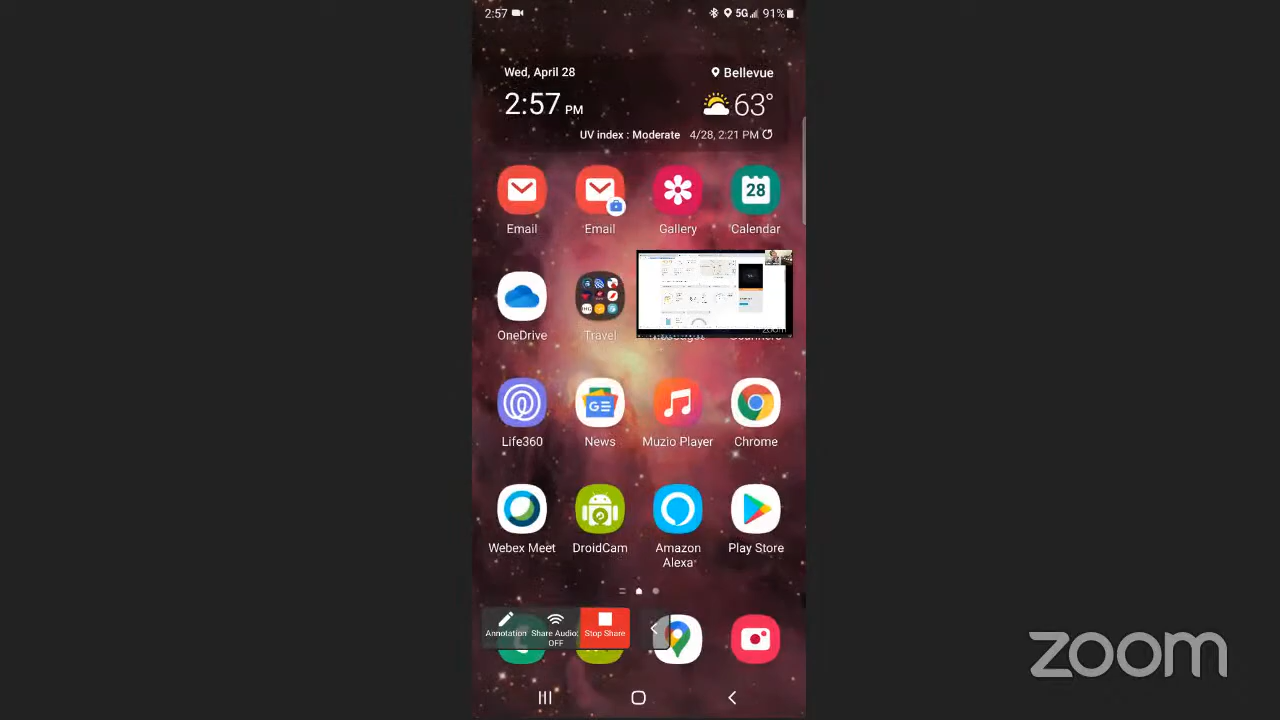 2:57
5G 91%
Wed, April 28
Bellevue
2:57 PM
63°
UV index : Moderate 4/28, 2:21 PM
28
Email Email Gallery Calendar
OneDrive Travel
zoom
GE
Life360 News Muzio Player Chrome
Webex Meet DroidCam Amazon Alexa Play Store
Annotation Share Audio: OFF Stop Share
zoom